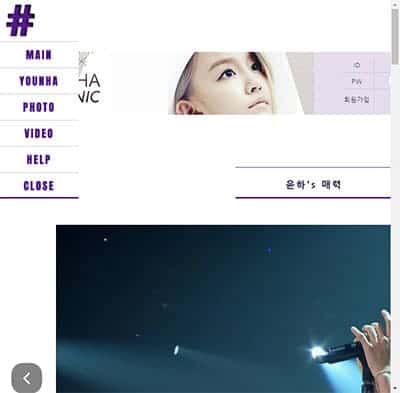 #
MAIN
YOUNHA
PHOTO
VIDEO
HELP
CLOSE
HA
NIC
ID
PW
회원가입
윤하's 매력